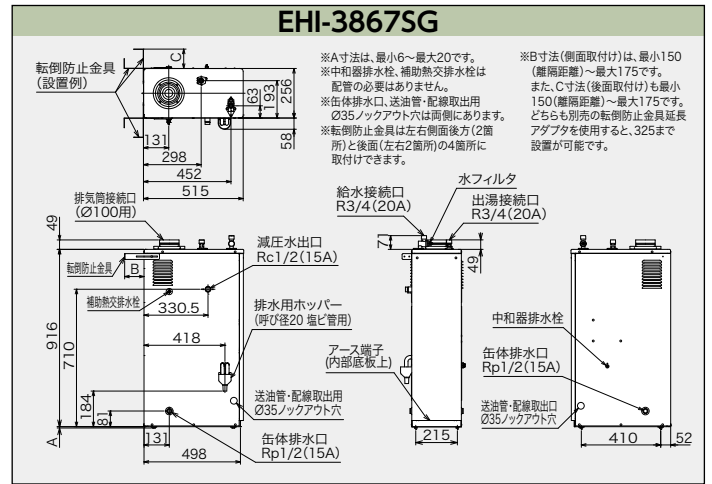 EHI-3867SG
転倒防止金具
(設置例)
C
63
193
256
58
131
298
452
515
※A寸法は、最小6～最大20です。
※中和器排水栓、補助熱交排水栓は
配管の必要はありません。
※缶体排水口、送油管・配線取出用
Ø35ノックアウト穴は両側にあります。
※転倒防止金具は左右側面後方(2箇
所)と後面(左右2箇所)の4箇所に
取付けできます。
※B寸法(側面取付け)は、最小150
(離隔距離)～最大175です。
また、C寸法(後面取付け)も最小
150(離隔距離)～最大175です。
どちらも別売の転倒防止金具延長
アダプタを使用すると、325まで
設置が可能です。
排気筒接続口
(Ø100用)
49
転倒防止金具
B
補助熱交排水栓
減圧水出口
Rc1/2(15A)
330.5
排水用ホッパー
(呼び径20 塩ビ管用)
418
916
710
184
81
A
131
498
送油管・配線取出用
Ø35ノックアウト穴
缶体排水口
Rp1/2(15A)
水フィルタ
給水接続口
R3/4(20A)
出湯接続口
R3/4(20A)
71
49
アース端子
(内部底板上)
215
中和器排水栓
缶体排水口
Rp1/2(15A)
送油管・配線取出口
Ø35ノックアウト穴
410
52